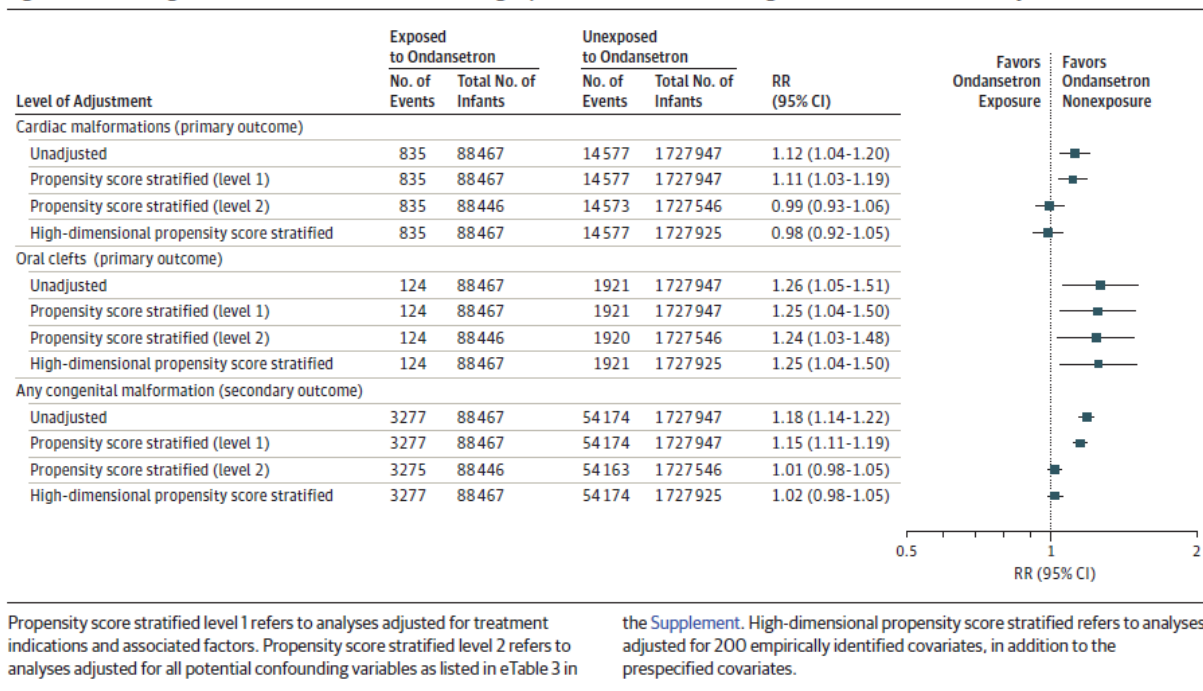 Exposed to Ondansetron Unexposed to Ondansetron
Level of Adjustment No. of Events Total No. of Infants No. of Events Total No. of Infants RR (95% CI) Favors Ondansetron Exposure Favors Ondansetron Nonexposure
Cardiac malformations (primary outcome)
Unadjusted 835 88467 14577 1727947 1.12 (1.04-1.20)
Propensity score stratified (level 1) 835 88467 14577 1727947 1.11 (1.03-1.19)
Propensity score stratified (level 2) 835 88446 14573 1727546 0.99 (0.93-1.06)
High-dimensional propensity score stratified 835 88467 14577 1727925 0.98 (0.92-1.05)
Oral clefts (primary outcome)
Unadjusted 124 88467 1921 1727947 1.26 (1.05-1.51)
Propensity score stratified (level 1) 124 88467 1921 1727947 1.25 (1.04-1.50)
Propensity score stratified (level 2) 124 88446 1920 1727546 1.24 (1.03-1.48)
High-dimensional propensity score stratified 124 88467 1921 1727925 1.25 (1.04-1.50)
Any congenital malformation (secondary outcome)
Unadjusted 3277 88467 54174 1727947 1.18 (1.14-1.22)
Propensity score stratified (level 1) 3277 88467 54174 1727947 1.15 (1.11-1.19)
Propensity score stratified (level 2) 3275 88446 54163 1727546 1.01 (0.98-1.05)
High-dimensional propensity score stratified 3277 88467 54174 1727925 1.02 (0.98-1.05)
0.5 1 2
RR (95% CI)
Propensity score stratified level 1 refers to analyses adjusted for treatment
indications and associated factors. Propensity score stratified level 2 refers to
analyses adjusted for all potential confounding variables as listed in eTable 3 in
the Supplement. High-dimensional propensity score stratified refers to analyses
adjusted for 200 empirically identified covariates, in addition to the
prespecified covariates.